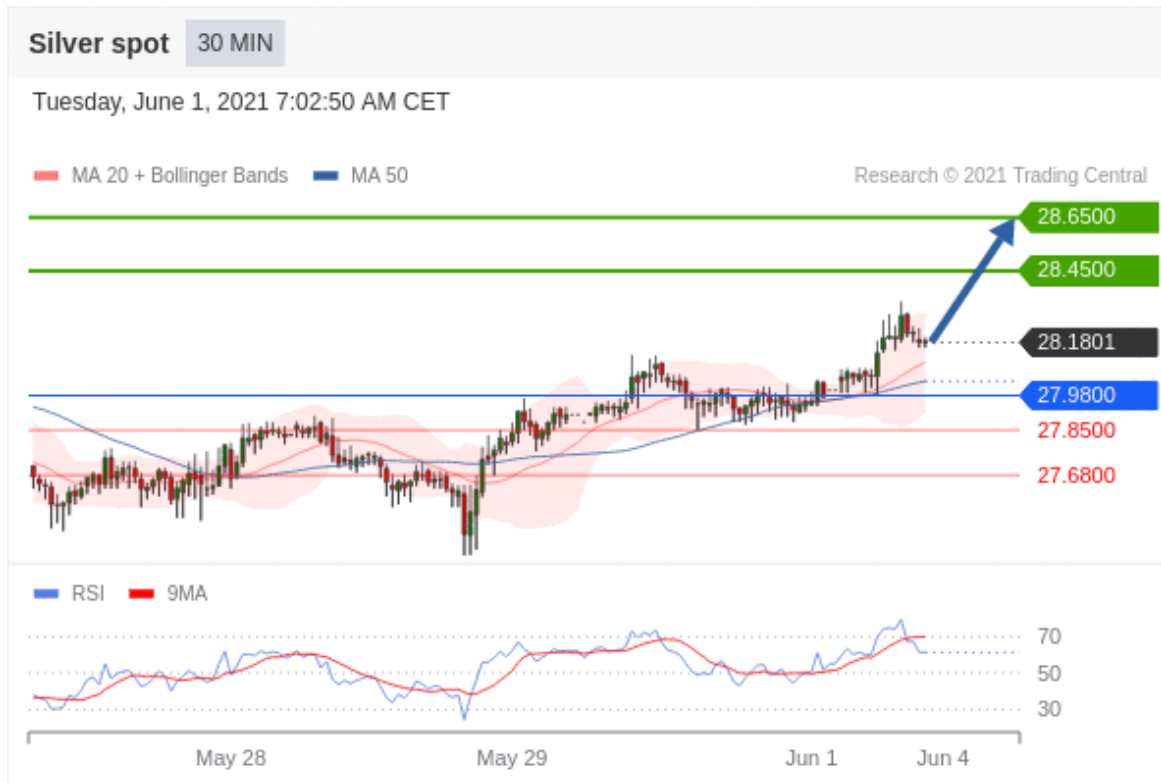 Silver spot 30 MIN
Tuesday, June 1, 2021 7:02:50 AM CET
MA 20 + Bollinger Bands MA 50 Research © 2021 Trading Central
28.6500
28.4500
28.1801
27.9800
27.8500
27.6800
RSI 9MA
70
50
30
May 28 May 29 Jun 1 Jun 4